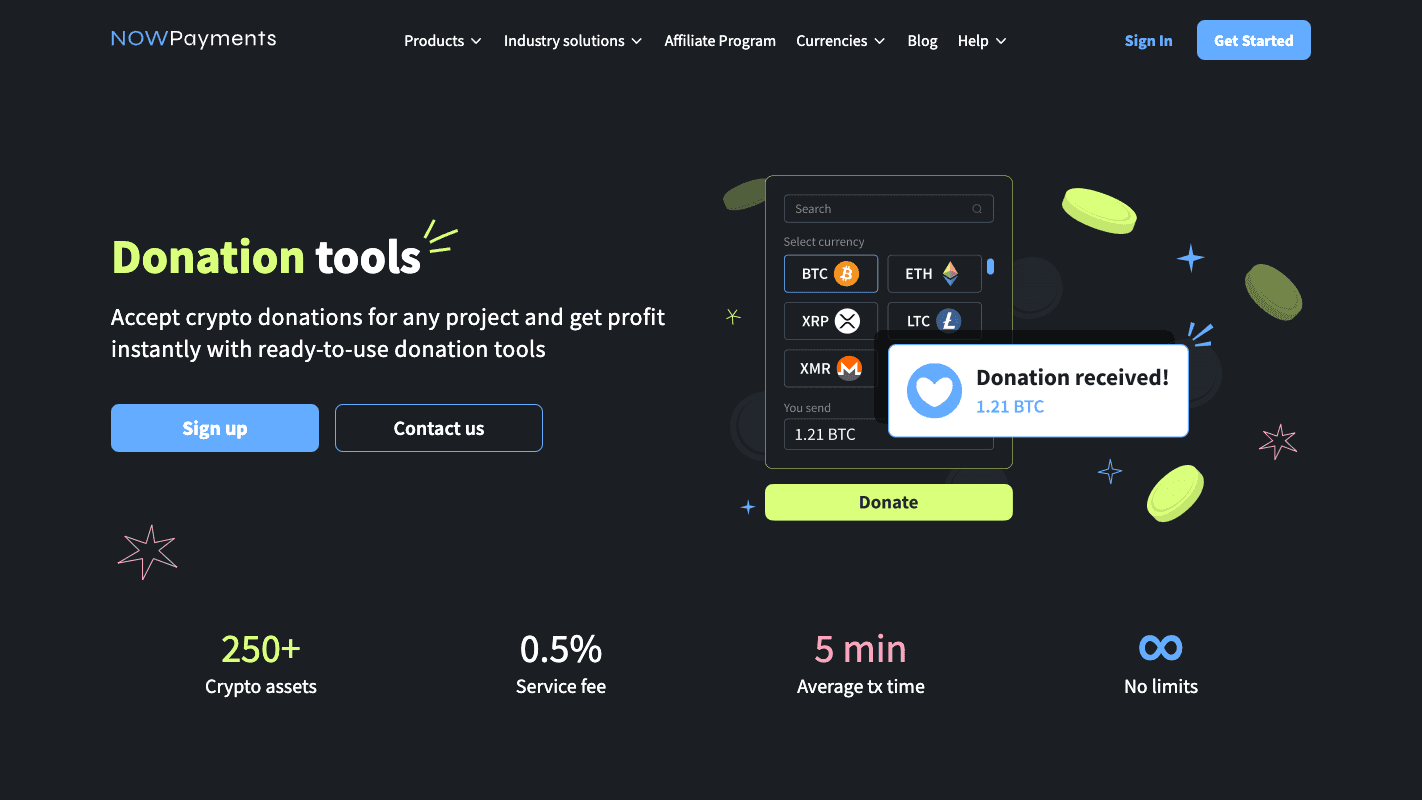 NOWPayments
Products
Industry solutions
Affiliate Program
Currencies
Blog
Help
Sign In
Get Started
Donation tools
Accept crypto donations for any project and get profit
instantly with ready-to-use donation tools
Sign up
Contact us
Search
Select currency
BTC
ETH
XRP
LTC
XMR
Donation received!
1.21 BTC
You send
1.21 BTC
Donate
250+
Crypto assets
0.5%
Service fee
5 min
Average tx time
∞
No limits